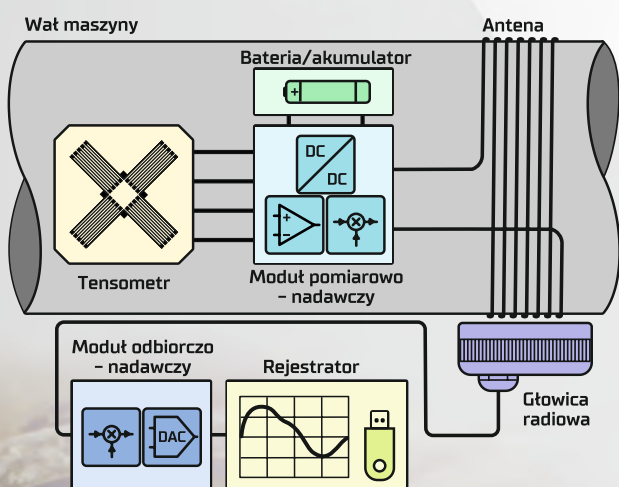 Wał maszyny
Antena
Bateria/akumulator
+
DC
DC
+
-
Tensometr
Moduł pomiarowo
- nadawczy
Moduł odbiorczo
- nadawczy
Rejestrator
Głowica
radiowa
DAC